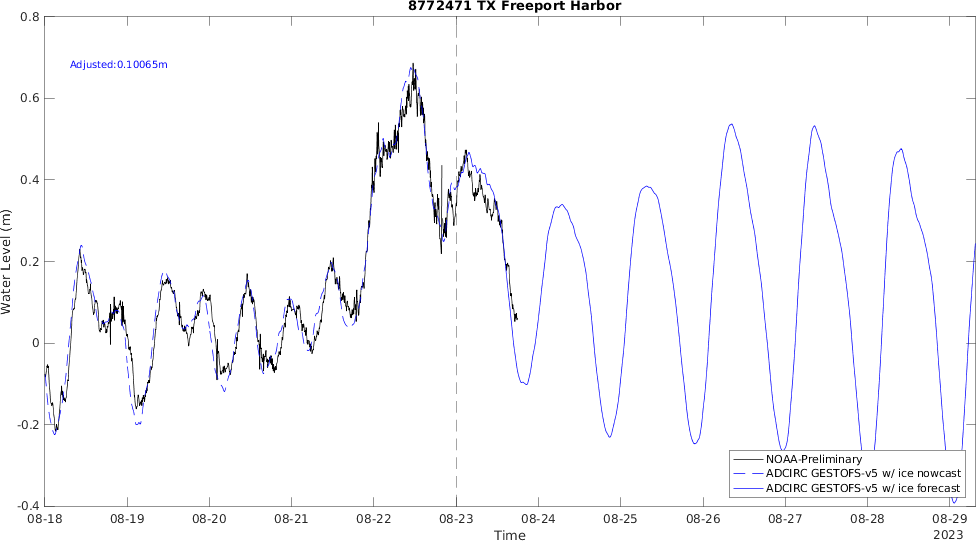 8772471 TX Freeport Harbor
Adjusted:0.10065m
Water Level (m)
0.8
0.6
0.4
0.2
0
-0.2
-0.4
NOAA-Preliminary
ADCIRC GESTOFS-v5 w/ ice nowcast
ADCIRC GESTOFS-v5 w/ ice forecast
08-18 08-19 08-20 08-21 08-22 08-23 08-24 08-25 08-26 08-27 08-28 08-29
Time
2023